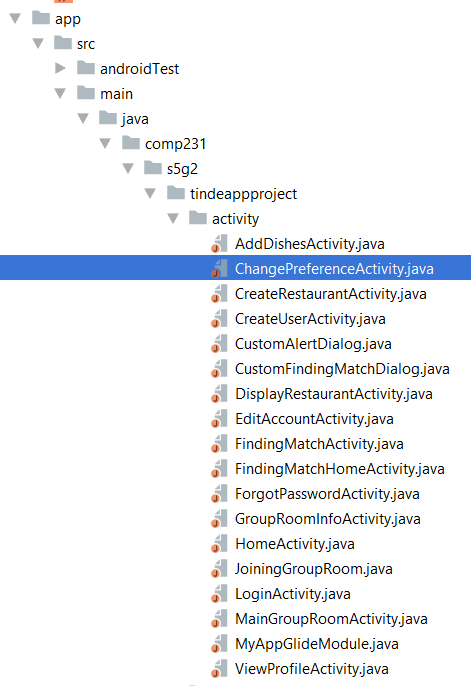 app
src
androidTest
main
java
comp231
s5g2
tindeappproject
activity
AddDishesActivity.java
ChangePreferenceActivity.java
CreateRestaurantActivity.java
CreateUserActivity.java
CustomAlertDialog.java
CustomFindingMatchDialog.java
DisplayRestaurantActivity.java
EditAccountActivity.java
FindingMatchActivity.java
FindingMatchHomeActivity.java
ForgotPasswordActivity.java
GroupRoomInfoActivity.java
HomeActivity.java
JoiningGroupRoom.java
LoginActivity.java
MainGroupRoomActivity.java
MyAppGlideModule.java
ViewProfileActivity.java